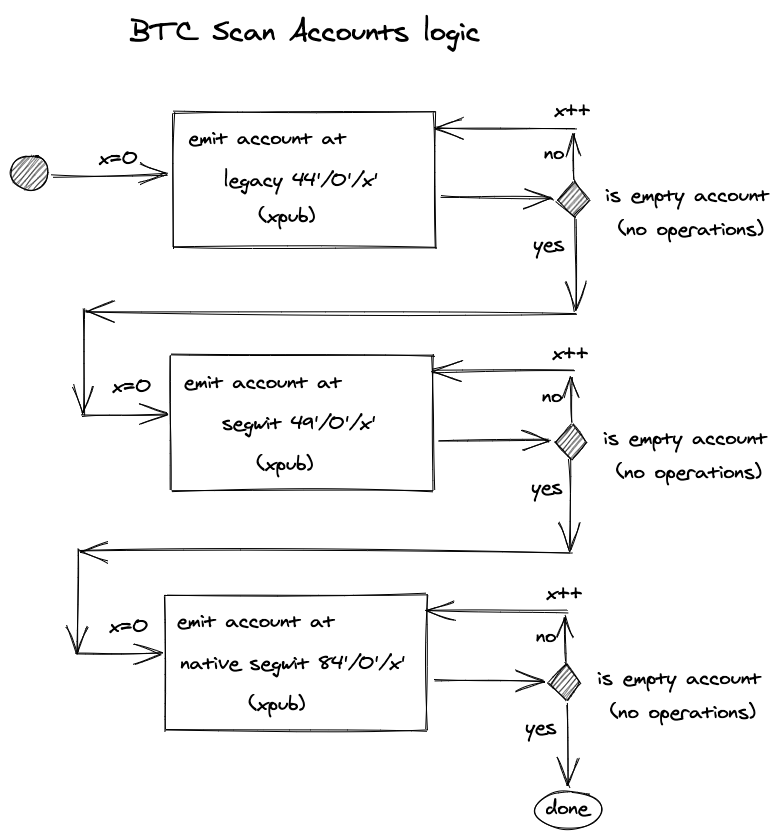 BTC Scan Accounts logic
x++
x=0
emit account at
no
legacy 44'/0'/x'
is empty account
(xpub)
(no operations)
yes
x++
x=0
emit account at
no
segwit 49'/0'/x'
is empty account
(xpub)
(no operations)
yes
x++
x=0
emit account at
no
native segwit 84'/0'/x'
is empty account
(xpub)
(no operations)
yes
done